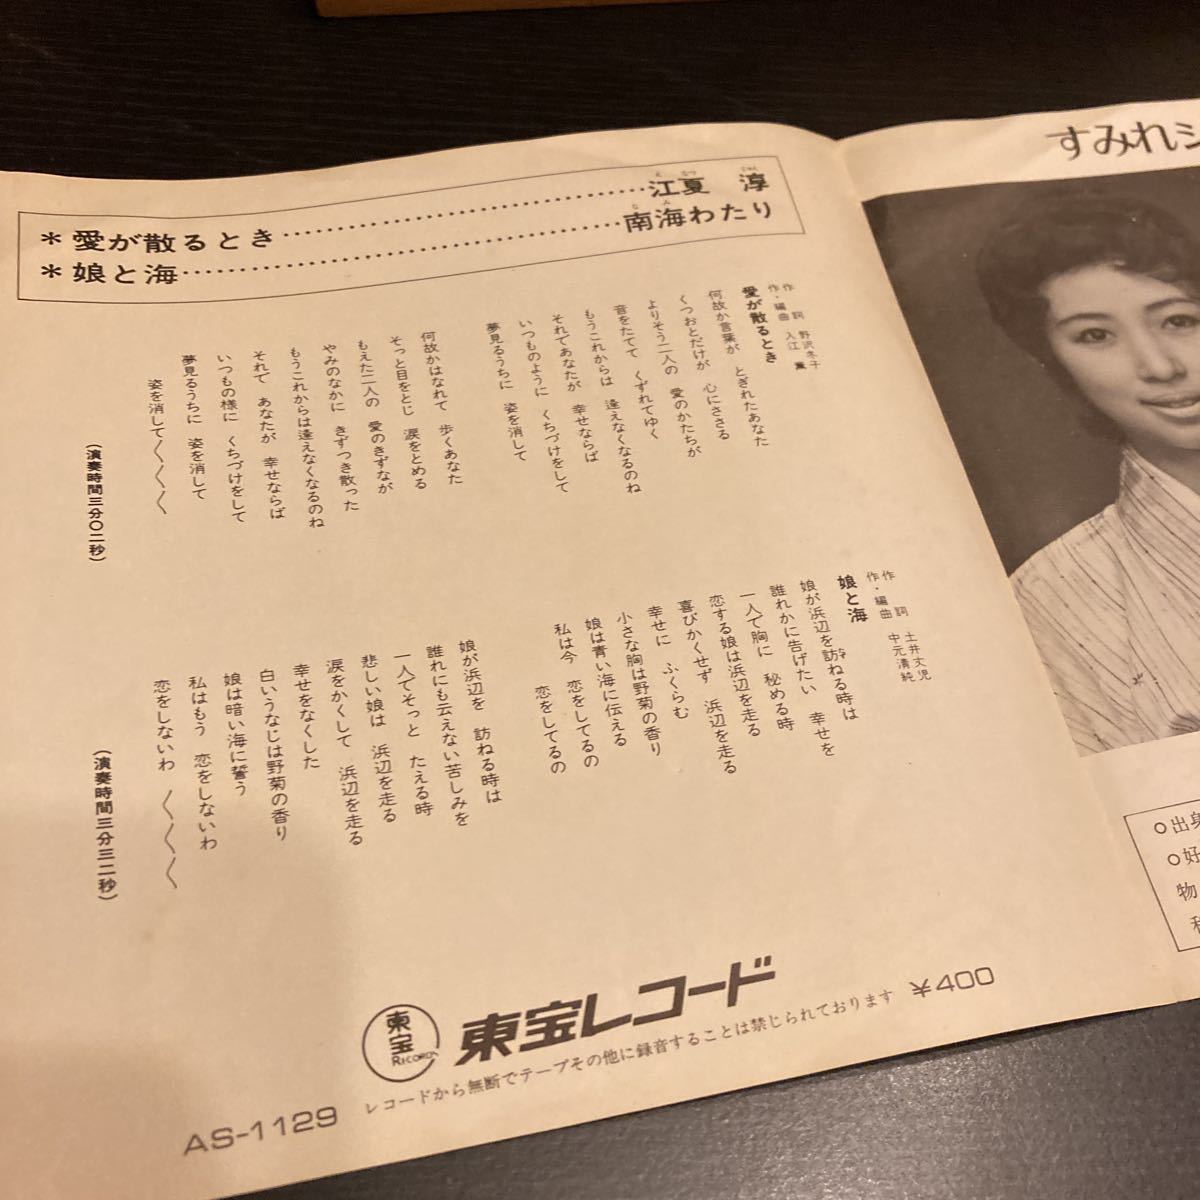 ＊愛が散るとき……………………………江夏 淳
＊娘と海……………………………………南海わたり
愛が散るとき
作詞 野沢冬子
作・編曲 入江 薫
何故か言葉が とぎれたあなた
くつおとだけが 心にささる
よりそう二人の 愛のかたちが
音をたてて くずれてゆく
もうこれからは 逢えなくなるのね
それであなたが 幸せならば
いつものように くちづけをして
夢見るうちに 姿を消して
何故かはなれて 歩くあなた
そっと目をとじ 涙をとめる
もえた二人の 愛のきずなが
やみのなかに きずつき散った
もうこれからは逢えなくなるのね
それで あなたが 幸せならば
いつもの様に くちづけをして
夢見るうちに 姿を消して
姿を消して〱〱〱
（演奏時間三分〇二秒）
娘と海
作詞 土井丈児
作・編曲 中元清純
娘が浜辺を訪ねる時は
誰れかに告げたい 幸せを
一人で胸に 秘める時
恋する娘は浜辺を走る
喜びかくせず 浜辺を走る
幸せに ふくらむ
小さな胸は野菊の香り
娘は青い海に伝える
私は今 恋をしてるの
恋をしてるの
娘が浜辺を 訪ねる時は
誰れにも云えない苦しみを
一人でそっと たえる時
悲しい娘は 浜辺を走る
涙をかくして 浜辺を走る
幸せをなくした
白いうなじは野菊の香り
娘は暗い海に誓う
私はもう 恋をしないわ
恋をしないわ 〱〱〱
（演奏時間三分三二秒）
東宝
RECORDS
東宝レコード
レコードから無断でテープその他に録音することは禁じられております ￥400
AS-1129
すみれシ
○出身
○好
物